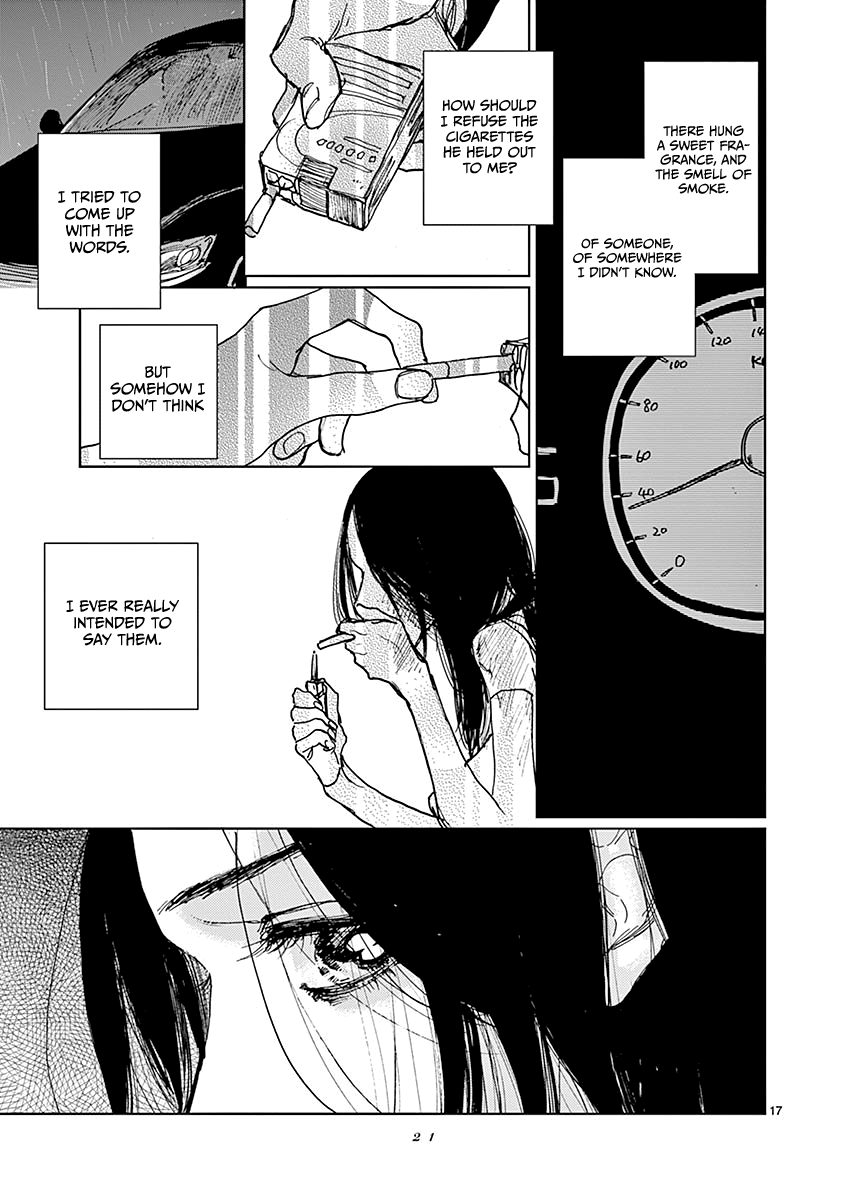 THERE HUNG
A SWEET FRA-
GRANCE, AND
THE SMELL OF
SMOKE.
OF SOMEONE,
OF SOMEWHERE
I DIDN'T KNOW.
HOW SHOULD
I REFUSE THE
CIGARETTES
HE HELD OUT
TO ME?
I TRIED TO
COME UP
WITH THE
WORDS.
BUT
SOMEHOW I
DON'T THINK
120
100
80
60
40
20
0
I EVER REALLY
INTENDED TO
SAY THEM.
17
21